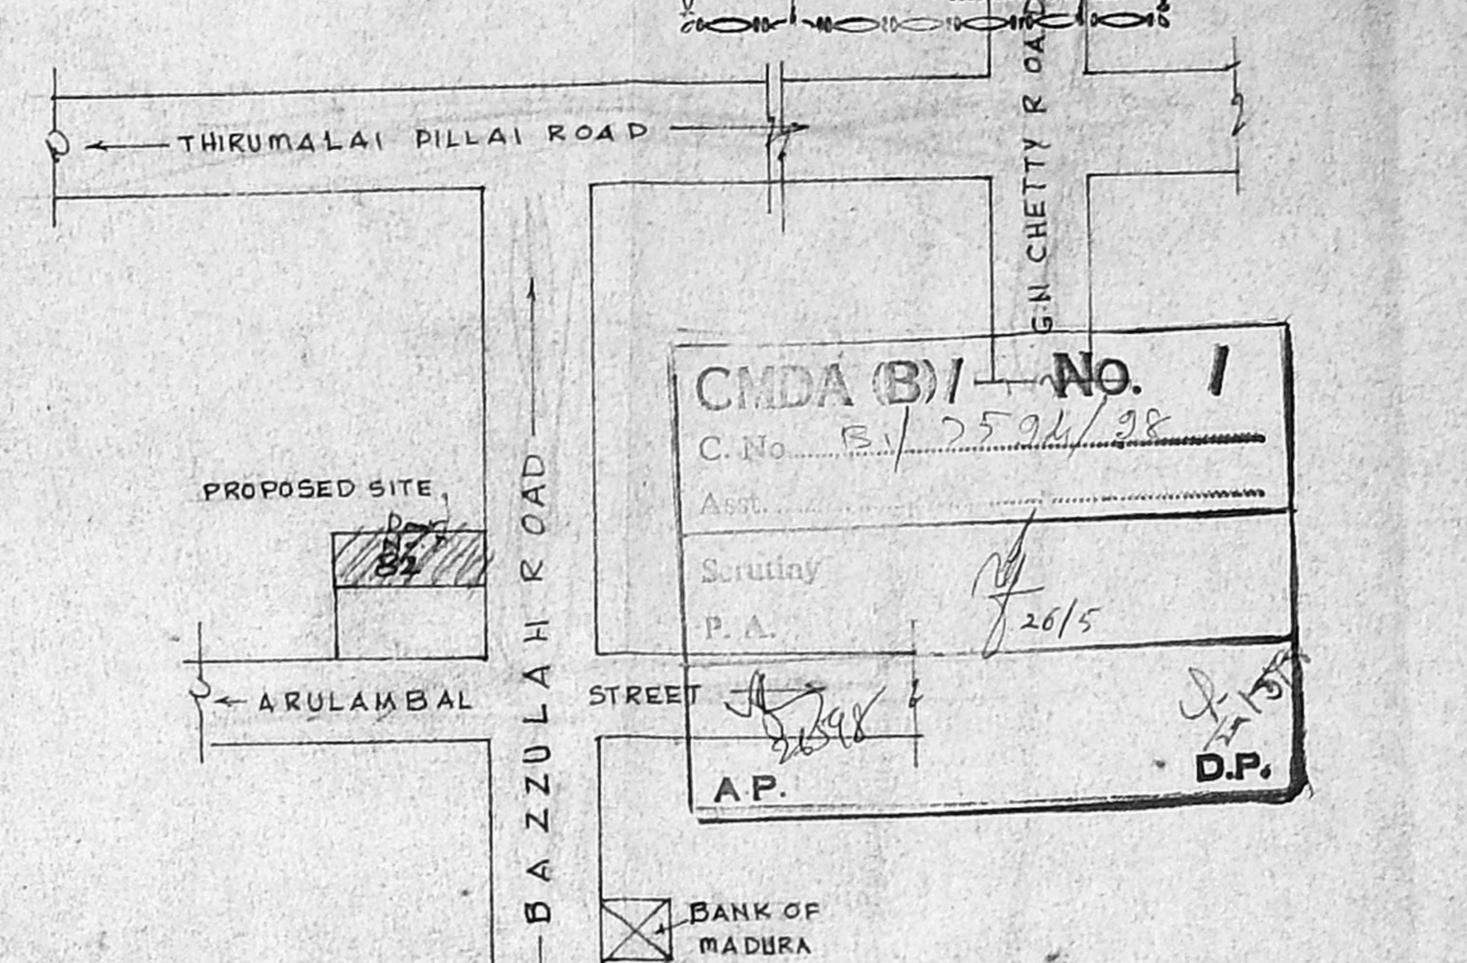 THIRUMALAI PILLAI ROAD
G.N CHETTY ROAD
PROPOSED SITE
Door
82
BAZZULAH ROAD
ARULAMBAL STREET
BANK OF
MADURA
CMDA (B)/ No. 1
C. No. B1/ 7594/98
Asst.
Scrutiny
P. A.
26/5
A.P.
D.P.